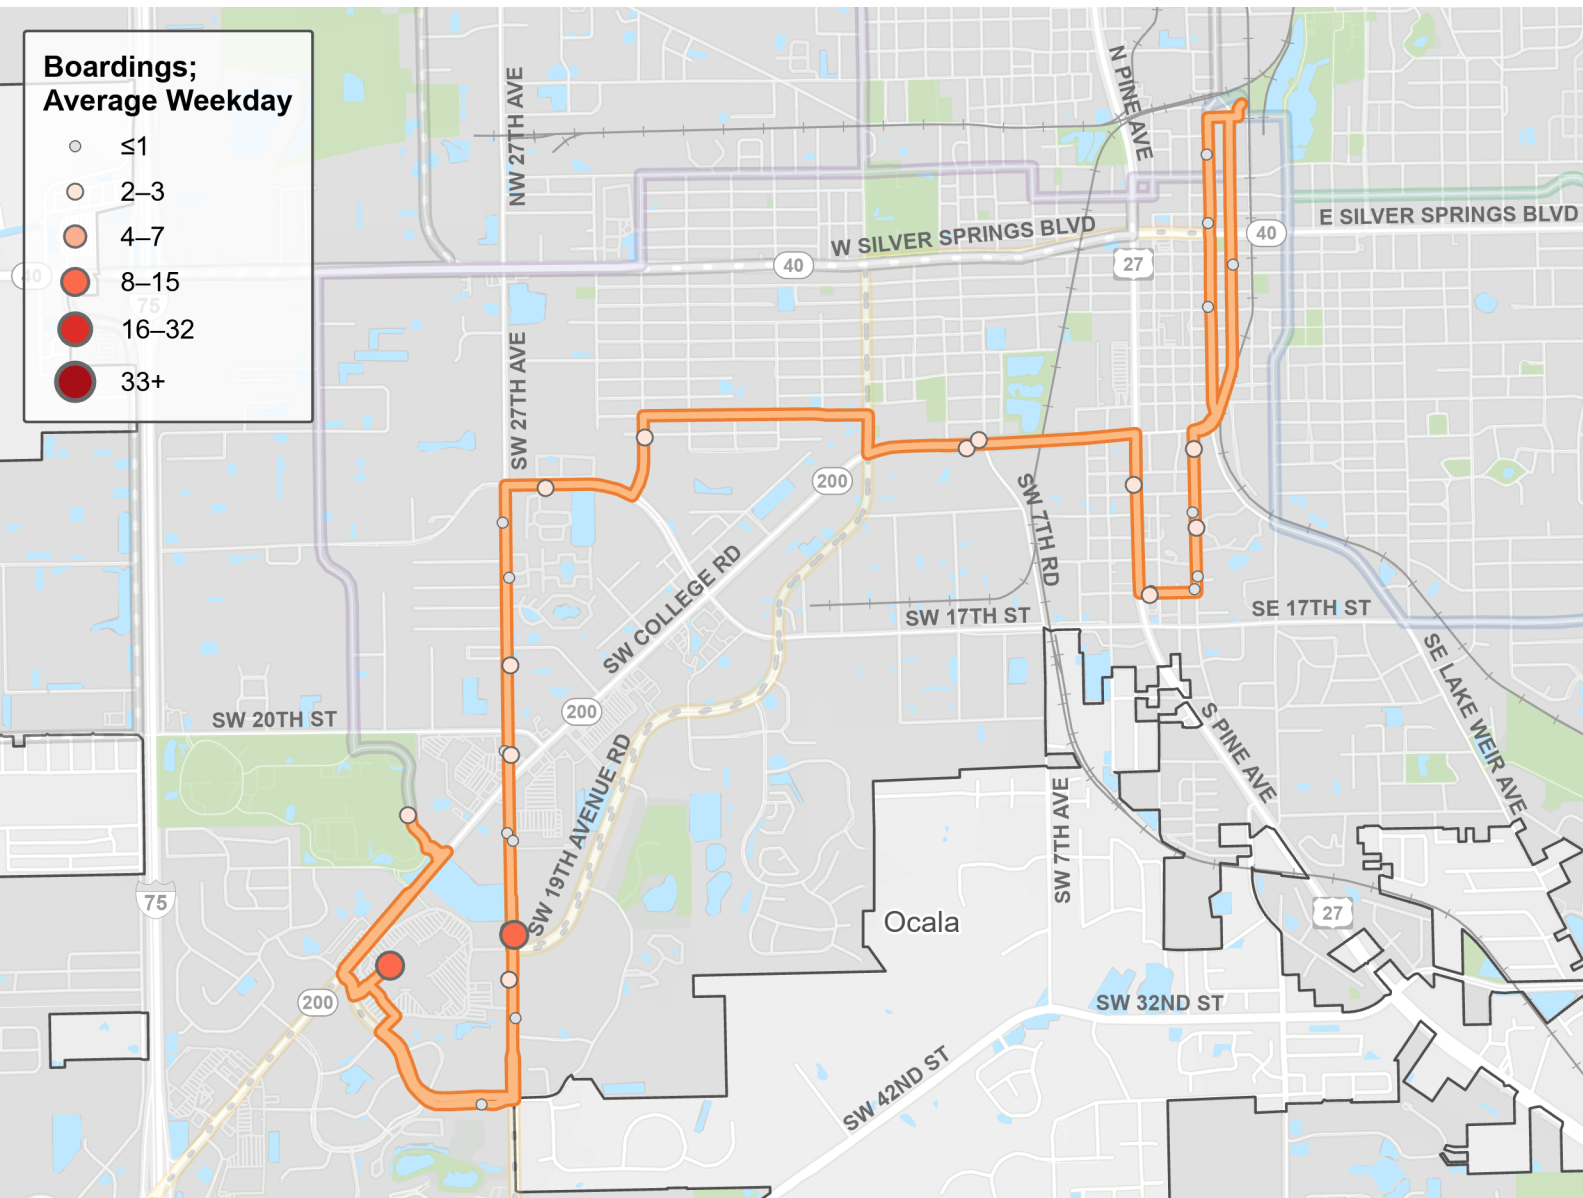 Boardings;
Average Weekday
≤1
2–3
4–7
8–15
16–32
33+
NW 27TH AVE
N PINE AVE
E SILVER SPRINGS BLVD
W SILVER SPRINGS BLVD
40
40
40
27
75
SW 27TH AVE
200
SW 7TH RD
SW COLLEGE RD
SW 17TH ST
SE 17TH ST
SW 20TH ST
200
SE LAKE WEIR AVE
S PINE AVE
SW 19TH AVENUE RD
SW 7TH AVE
75
27
Ocala
200
SW 32ND ST
SW 42ND ST